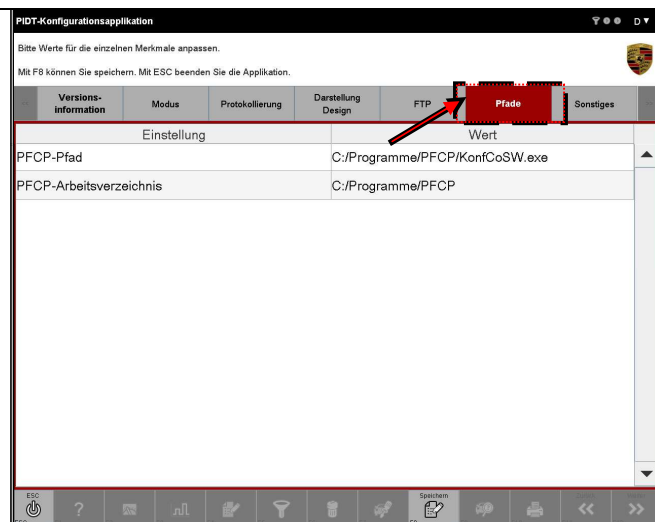 PIDT-Konfigurationsapplikation
D
Bitte Werte für die einzelnen Merkmale anpassen.
Mit F8 können Sie speichern. Mit ESC beenden Sie die Applikation.
Versions-
information
Modus
Protokollierung
Darstellung
Design
FTP
Pfade
Sonstiges
Einstellung
Wert
PFCP-Pfad
C:/Programme/PFCP/KonfCoSW.exe
PFCP-Arbeitsverzeichnis
C:/Programme/PFCP
ESC
Speichern